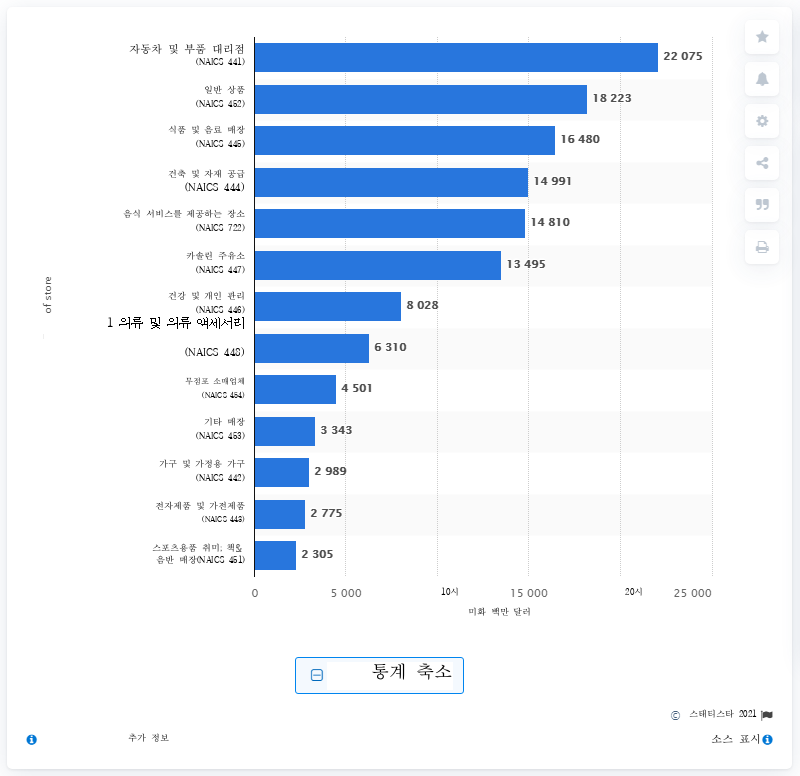 자동차 및 부품 대리점
(NAICS 441)
22 075
일반 상품
(NAICS 452)
18 223
식품 및 음료 매장
(NAICS 445)
16 480
건축 및 자재 공급
(NAICS 444)
14 991
음식 서비스를 제공하는 장소
(NAICS 722)
14 810
가솔린 주유소
(NAICS 447)
13 495
건강 및 개인 관리
(NAICS 446)
8 028
1 의류 및 의류 액세서리
(NAICS 448)
6 310
무점포 소매업체
(NAICS 454)
4 501
기타 매장
(NAICS 453)
3 343
가구 및 가정용 가구
(NAICS 442)
2 989
전자제품 및 가전제품
(NAICS 443)
2 775
스포츠용품 취미; 책&
음반 매장(NAICS 451)
2 305
of store
0 5 000 10시 15 000 20시 25 000
미화 백만 달러
통계 축소
© 스태티스타 2021
추가 정보
소스 표시